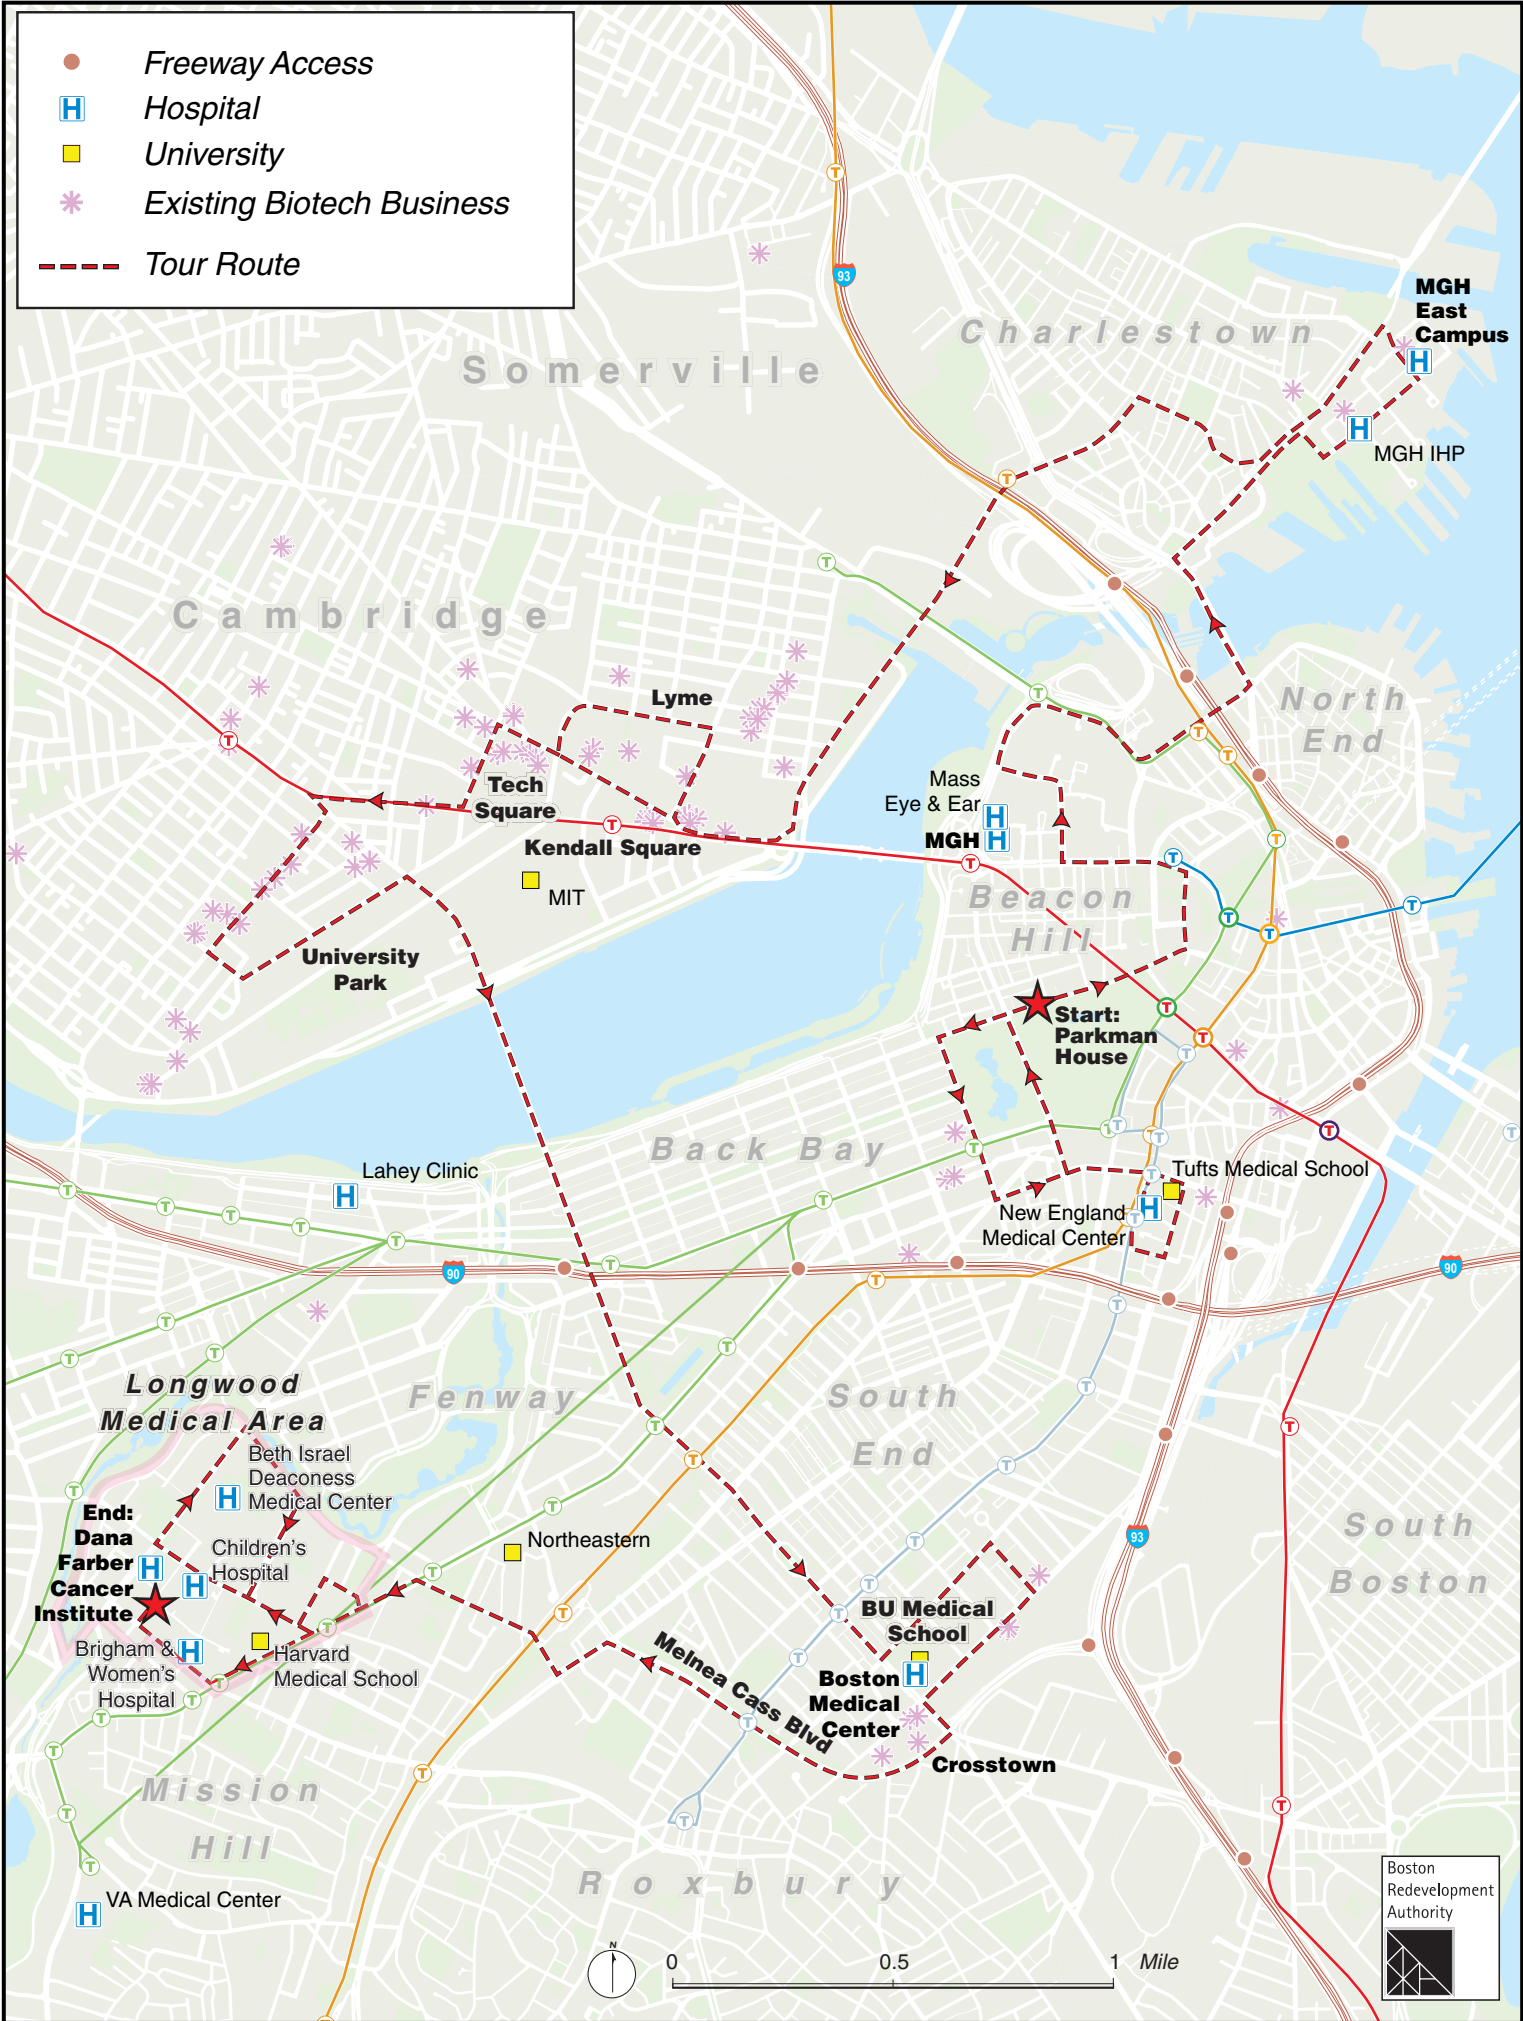 Freeway Access
H
Hospital
University
Existing Biotech Business
Tour Route
93
Charlestown
MGH
East
Campus
H
H
MGH IHP
Somerville
T
T
T
Cambridge
Lyme
North
End
T
T
T
T
Tech
Square
Kendall Square
T
MIT
Mass
Eye & Ear
H
MGH
H
T
T
T
T
T
T
Beacon
Hill
University
Park
Start:
Parkman
House
T
T
T
T
T
T
T
T
T
T
T
Back Bay
Lahey Clinic
H
Tufts Medical School
New England
Medical Center
H
T
T
T
T
T
T
T
T
T
T
90
90
T
T
T
T
T
T
Longwood
Medical Area
Fenway
South
End
T
T
T
T
T
Beth Israel
Deaconess
Medical Center
H
End:
Dana
Farber
Cancer
Institute
H
Children's
Hospital
H
T
T
Northeastern
T
93
South
Boston
T
T
T
T
BU Medical
School
Brigham &
Women's
Hospital
H
Harvard
Medical School
T
T
T
T
T
Melnea Cass Blvd
Boston
Medical
Center
H
Crosstown
T
T
T
Mission
Hill
T
T
T
T
Roxbury
VA Medical Center
H
Boston
Redevelopment
Authority
N
0 0.5 1 Mile